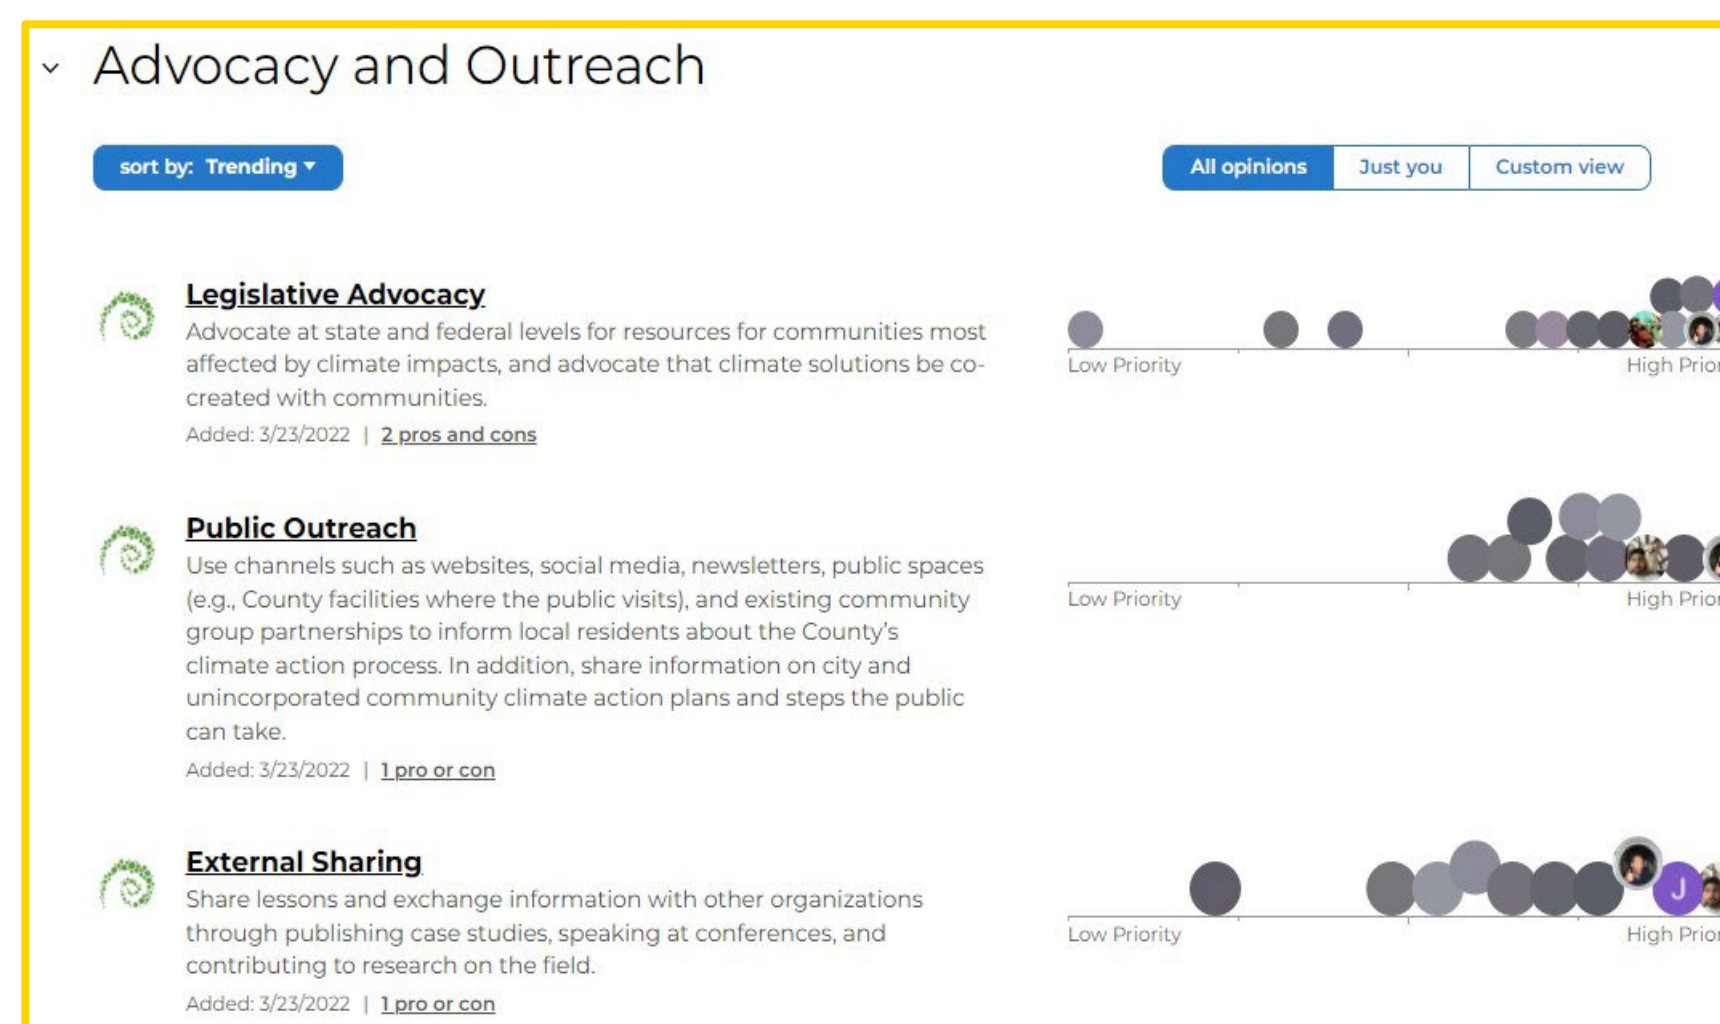 Advocacy and Outreach
sort by: Trending
All opinions
Just you
Custom view
Legislative Advocacy
Advocate at state and federal levels for resources for communities most
affected by climate impacts, and advocate that climate solutions be co-
created with communities.
Added: 3/23/2022 | 2 pros and cons
Low Priority
High Prior
Public Outreach
Use channels such as websites, social media, newsletters, public spaces
(e.g., County facilities where the public visits), and existing community
group partnerships to inform local residents about the County's
climate action process. In addition, share information on city and
unincorporated community climate action plans and steps the public
can take.
Added: 3/23/2022 | 1 pro or con
Low Priority
High Prior
External Sharing
Share lessons and exchange information with other organizations
through publishing case studies, speaking at conferences, and
contributing to research on the field.
Added: 3/23/2022 | 1 pro or con
J
Low Priority
High Prior